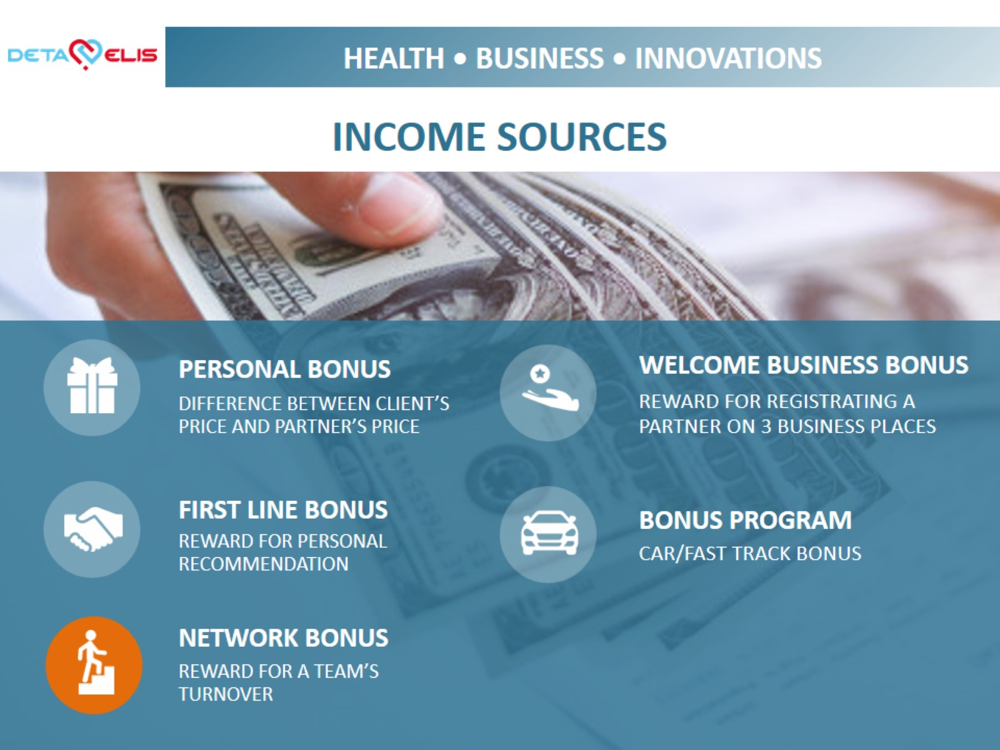 DETA ELIS
HEALTH • BUSINESS • INNOVATIONS
INCOME SOURCES
PERSONAL BONUS
DIFFERENCE BETWEEN CLIENT’S
PRICE AND PARTNER’S PRICE
WELCOME BUSINESS BONUS
REWARD FOR REGISTRATING A
PARTNER ON 3 BUSINESS PLACES
FIRST LINE BONUS
REWARD FOR PERSONAL
RECOMMENDATION
BONUS PROGRAM
CAR/FAST TRACK BONUS
NETWORK BONUS
REWARD FOR A TEAM’S
TURNOVER